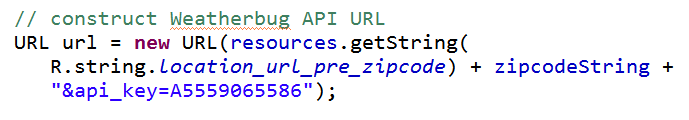 // construct Weatherbug API URL
URL url = new URL(resources.getString(
R.string.location_url_pre_zipcode) + zipcodeString +
"&api_key=A5559065586");